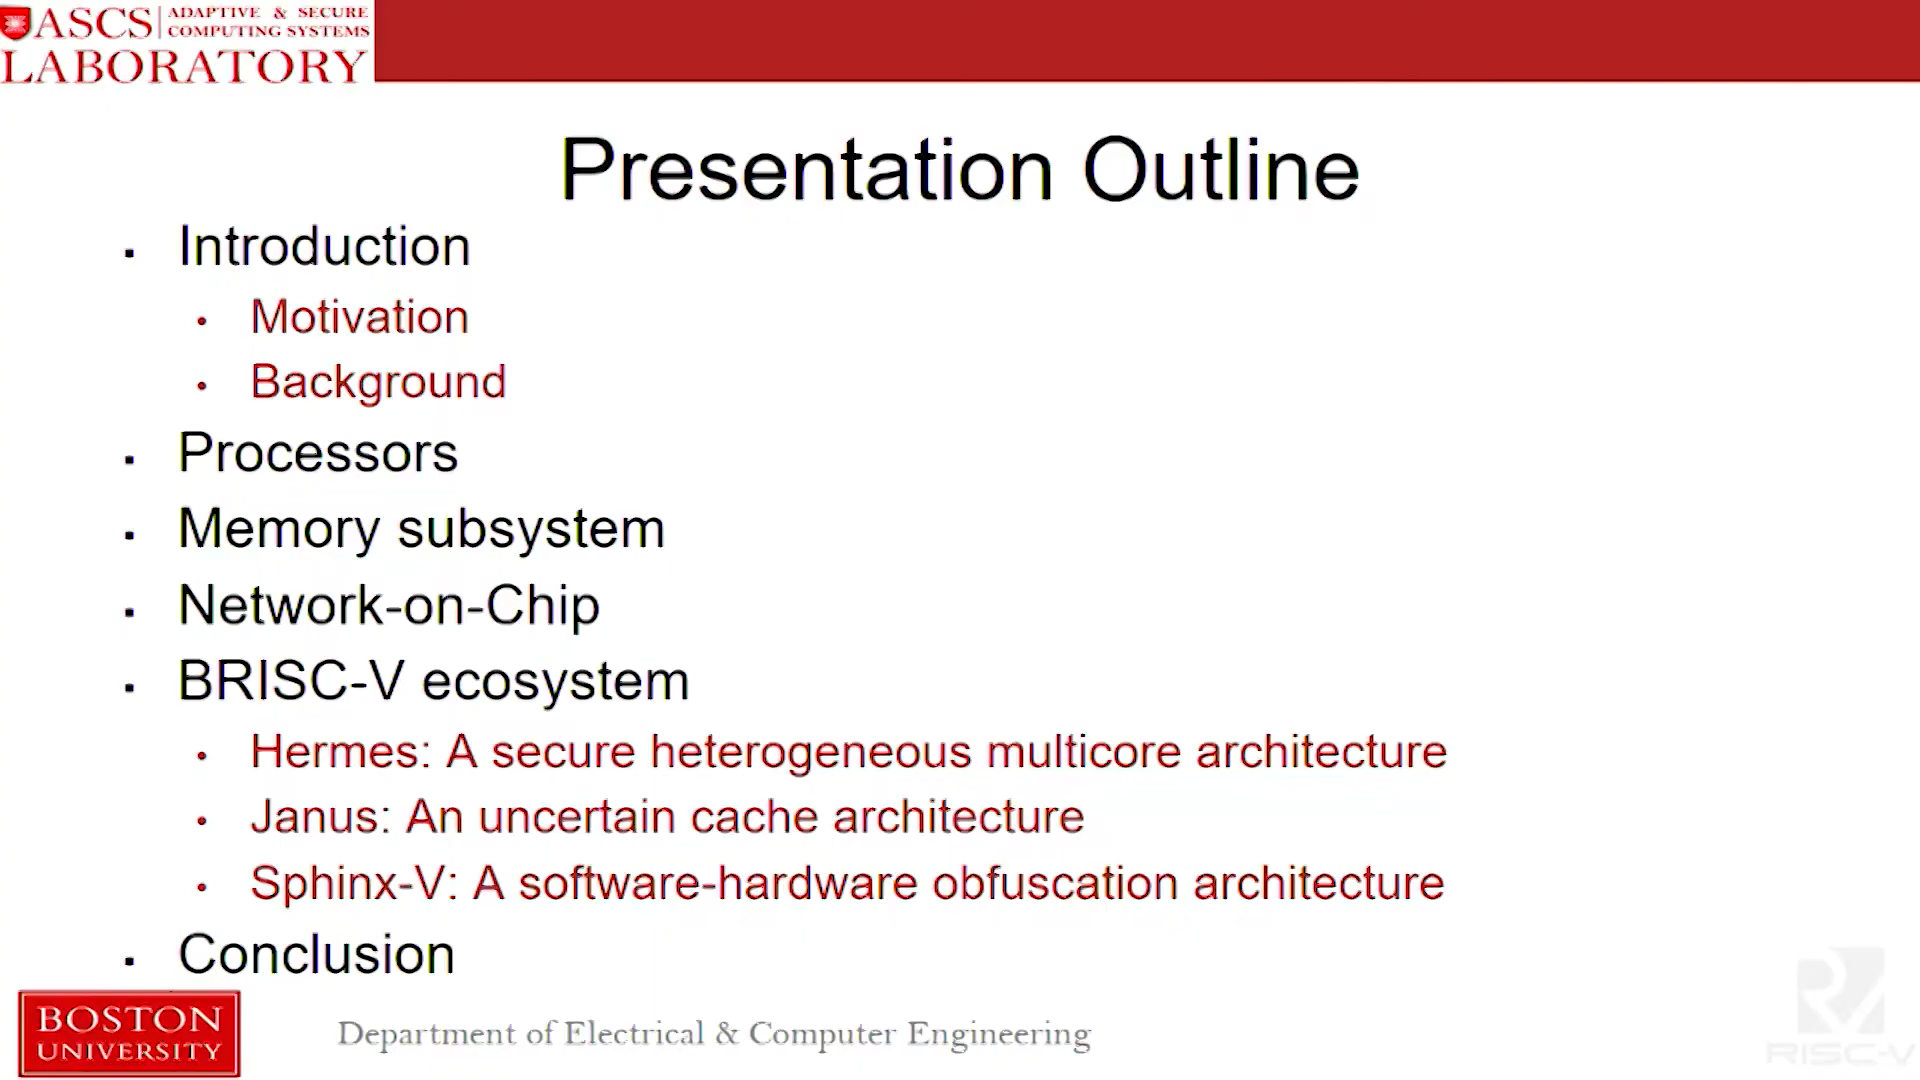 ASCS ADAPTIVE & SECURE
COMPUTING SYSTEMS
LABORATORY
Presentation Outline
▪ Introduction
• Motivation
• Background
▪ Processors
▪ Memory subsystem
▪ Network-on-Chip
▪ BRISC-V ecosystem
• Hermes: A secure heterogeneous multicore architecture
• Janus: An uncertain cache architecture
• Sphinx-V: A software-hardware obfuscation architecture
▪ Conclusion
BOSTON
UNIVERSITY
Department of Electrical & Computer Engineering
RISC-V